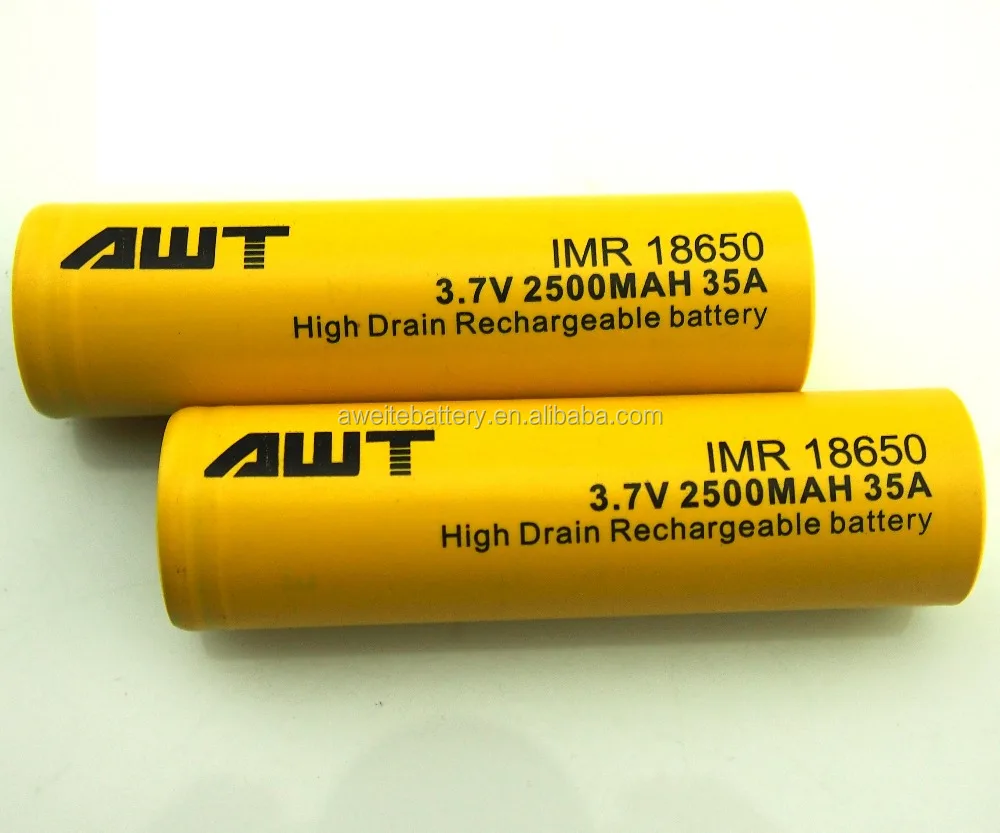 AWT
IMR 18650
3.7V 2500MAH 35A
High Drain Rechargeable battery
aweitebattery.en.alibaba.com
AWT
IMR 18650
3.7V 2500MAH 35A
High Drain Rechargeable battery